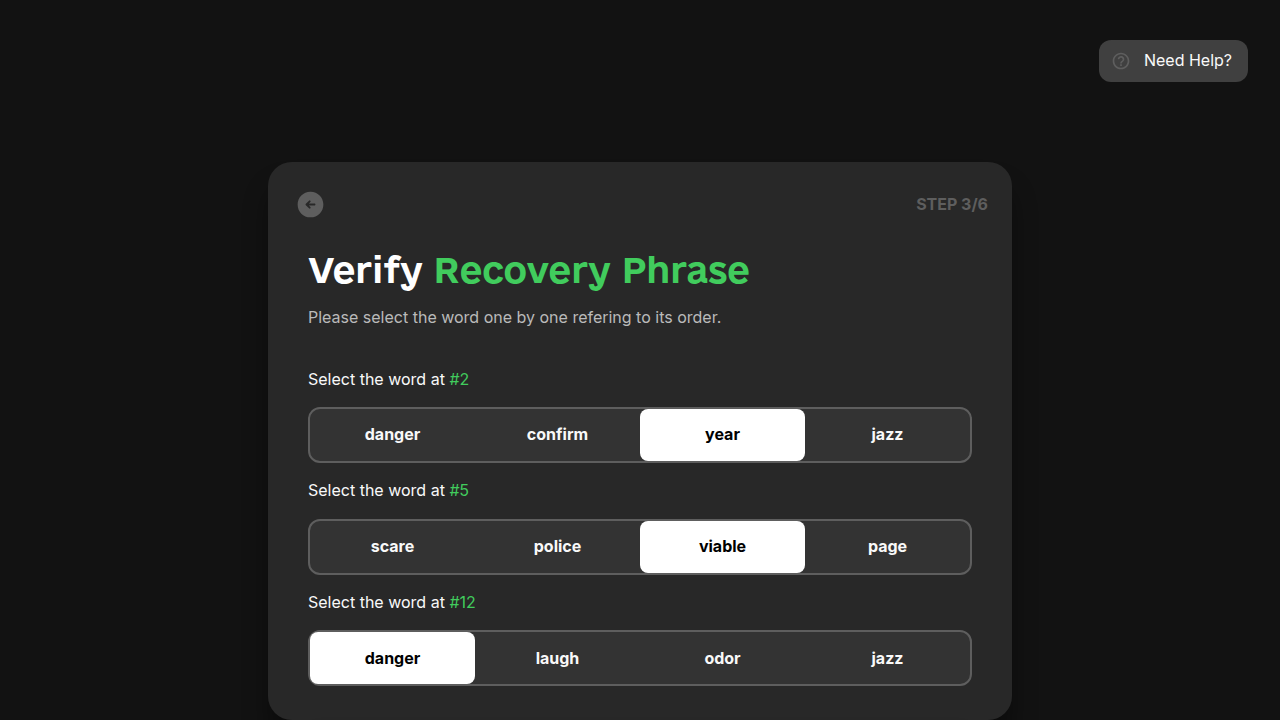 Need Help?
STEP 3/6
Verify Recovery Phrase
Please select the word one by one refering to its order.
Select the word at #2
danger confirm year jazz
Select the word at #5
scare police viable page
Select the word at #12
danger laugh odor jazz